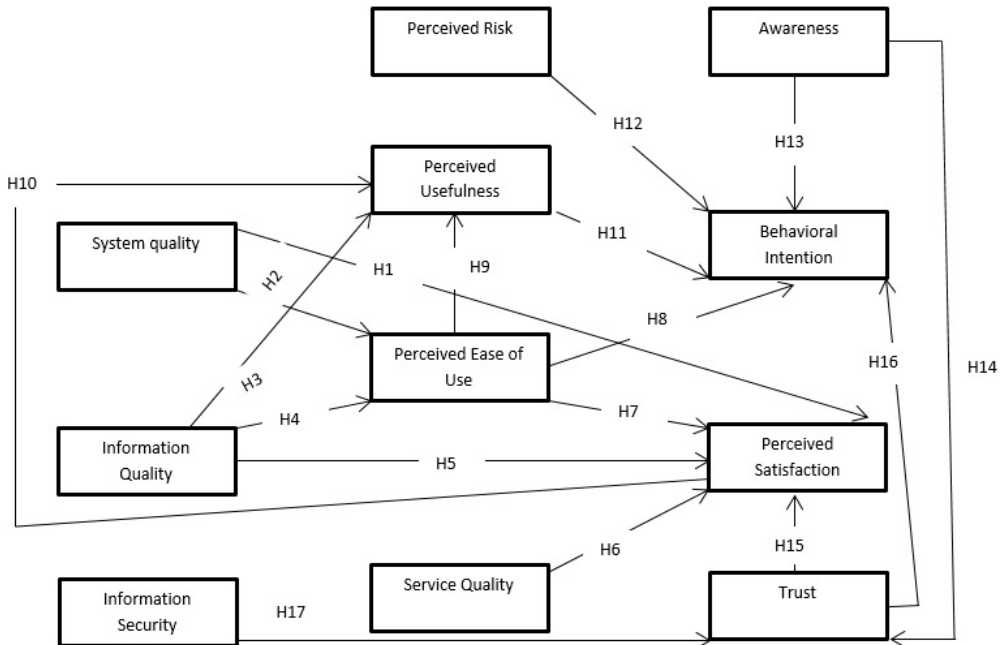 Perceived Risk
Awareness
H12
H13
H10
Perceived
Usefulness
System quality
H2
H1
H9
H11
Behavioral
Intention
H8
H3
Perceived Ease of
Use
H16
H14
H4
H7
Information
Quality
H5
Perceived
Satisfaction
H6
H15
Information
Security
H17
Service Quality
Trust